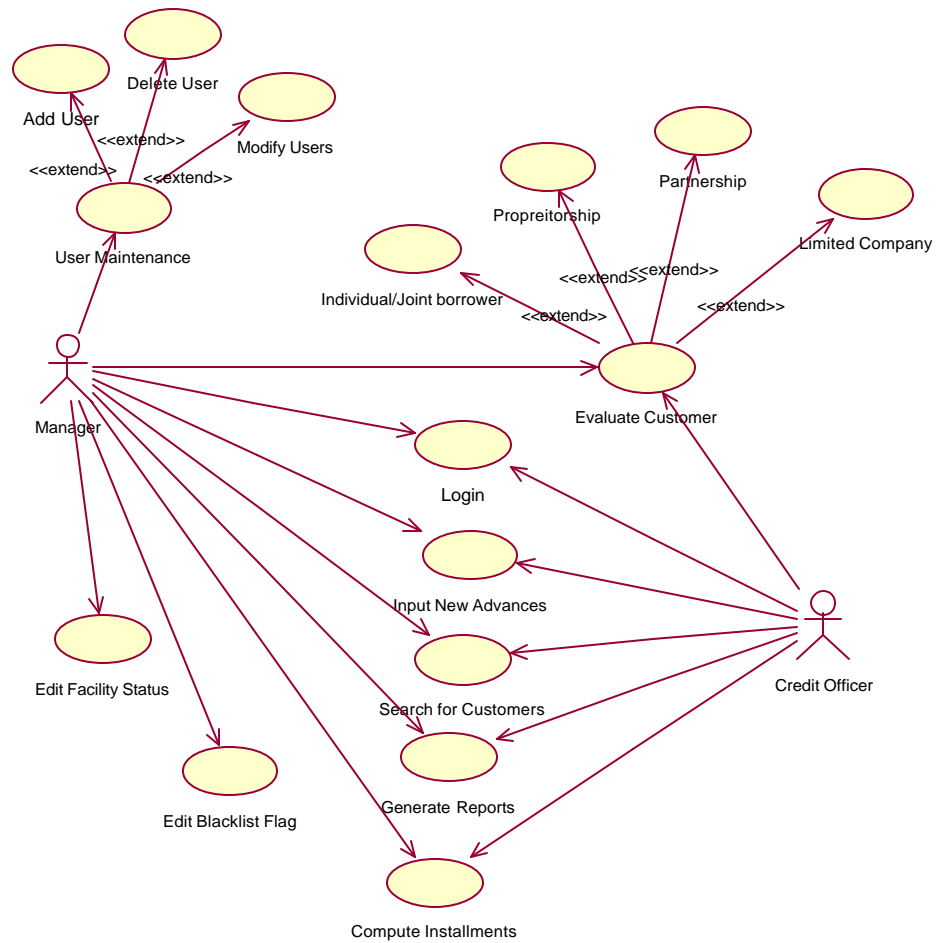 Delete User
Add User
<<extend>>
Modify Users
<<extend>>
<<extend>>
User Maintenance
Partnership
Propreitorship
Limited Company
Individual/Joint borrower
<<extend>>
<<extend>>
<<extend>>
<<extend>>
Evaluate Customer
Manager
Login
Input New Advances
Edit Facility Status
Credit Officer
Search for Customers
Generate Reports
Edit Blacklist Flag
Compute Installments